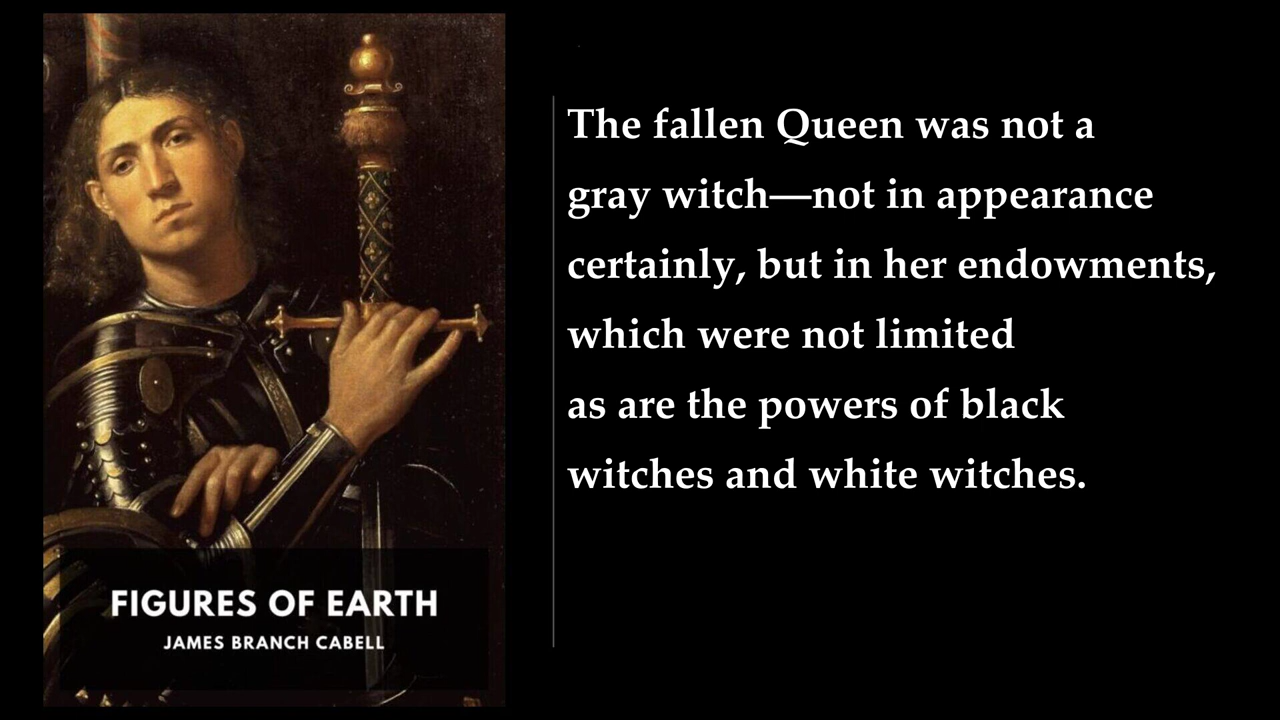 The fallen Queen was not a
gray witch—not in appearance
certainly, but in her endowments,
which were not limited
as are the powers of black
witches and white witches.
FIGURES OF EARTH
JAMES BRANCH CABELL